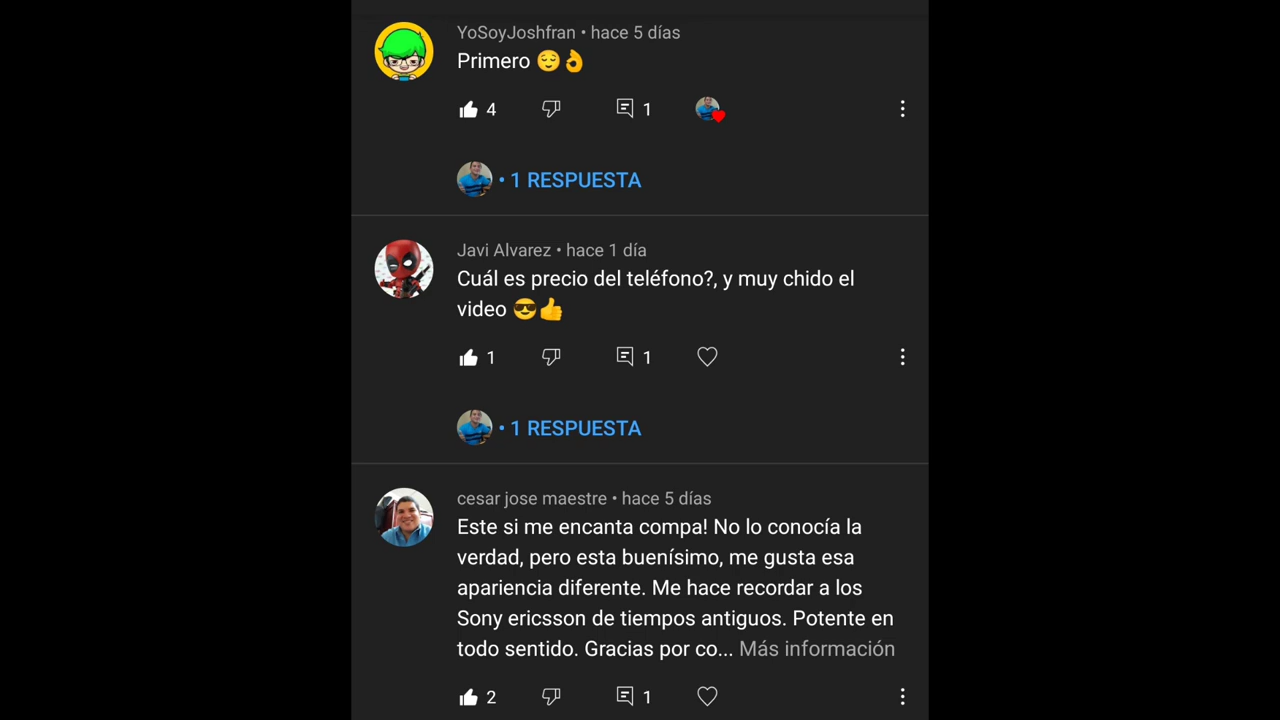 YoSoyJoshfran • hace 5 días
Primero 😌👌
4 1
• 1 RESPUESTA
Javi Alvarez • hace 1 día
Cuál es precio del teléfono?, y muy chido el
video 😎👍
1 1
• 1 RESPUESTA
cesar jose maestre • hace 5 días
Este si me encanta compa! No lo conocía la
verdad, pero esta buenísimo, me gusta esa
apariencia diferente. Me hace recordar a los
Sony ericsson de tiempos antiguos. Potente en
todo sentido. Gracias por co... Más información
2 1